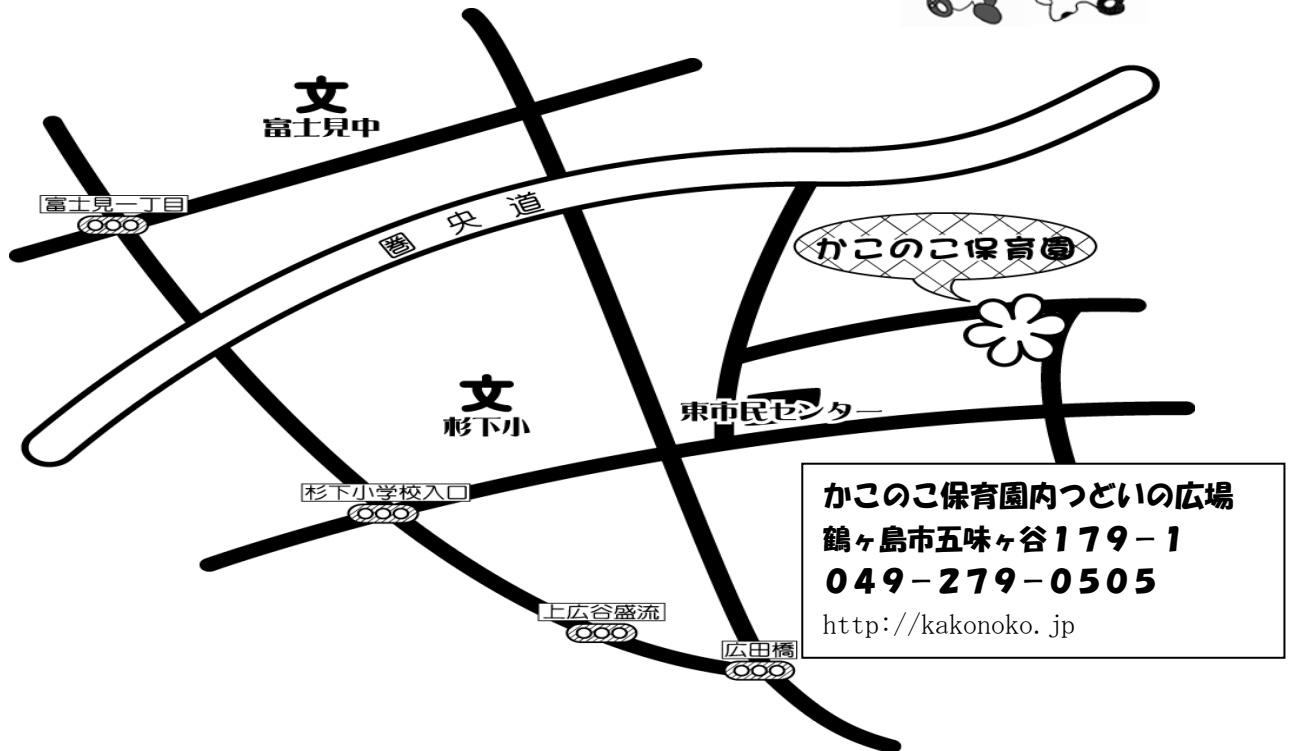 文
富士見中
富士見一丁目
圏央道
かこのこ保育園
文
杉下小
東市民センター
杉下小学校入口
かこのこ保育園内つどいの広場
鶴ヶ島市五味ヶ谷179-1
049-279-0505
http://kakonoko.jp
上広谷盛流
広田橋